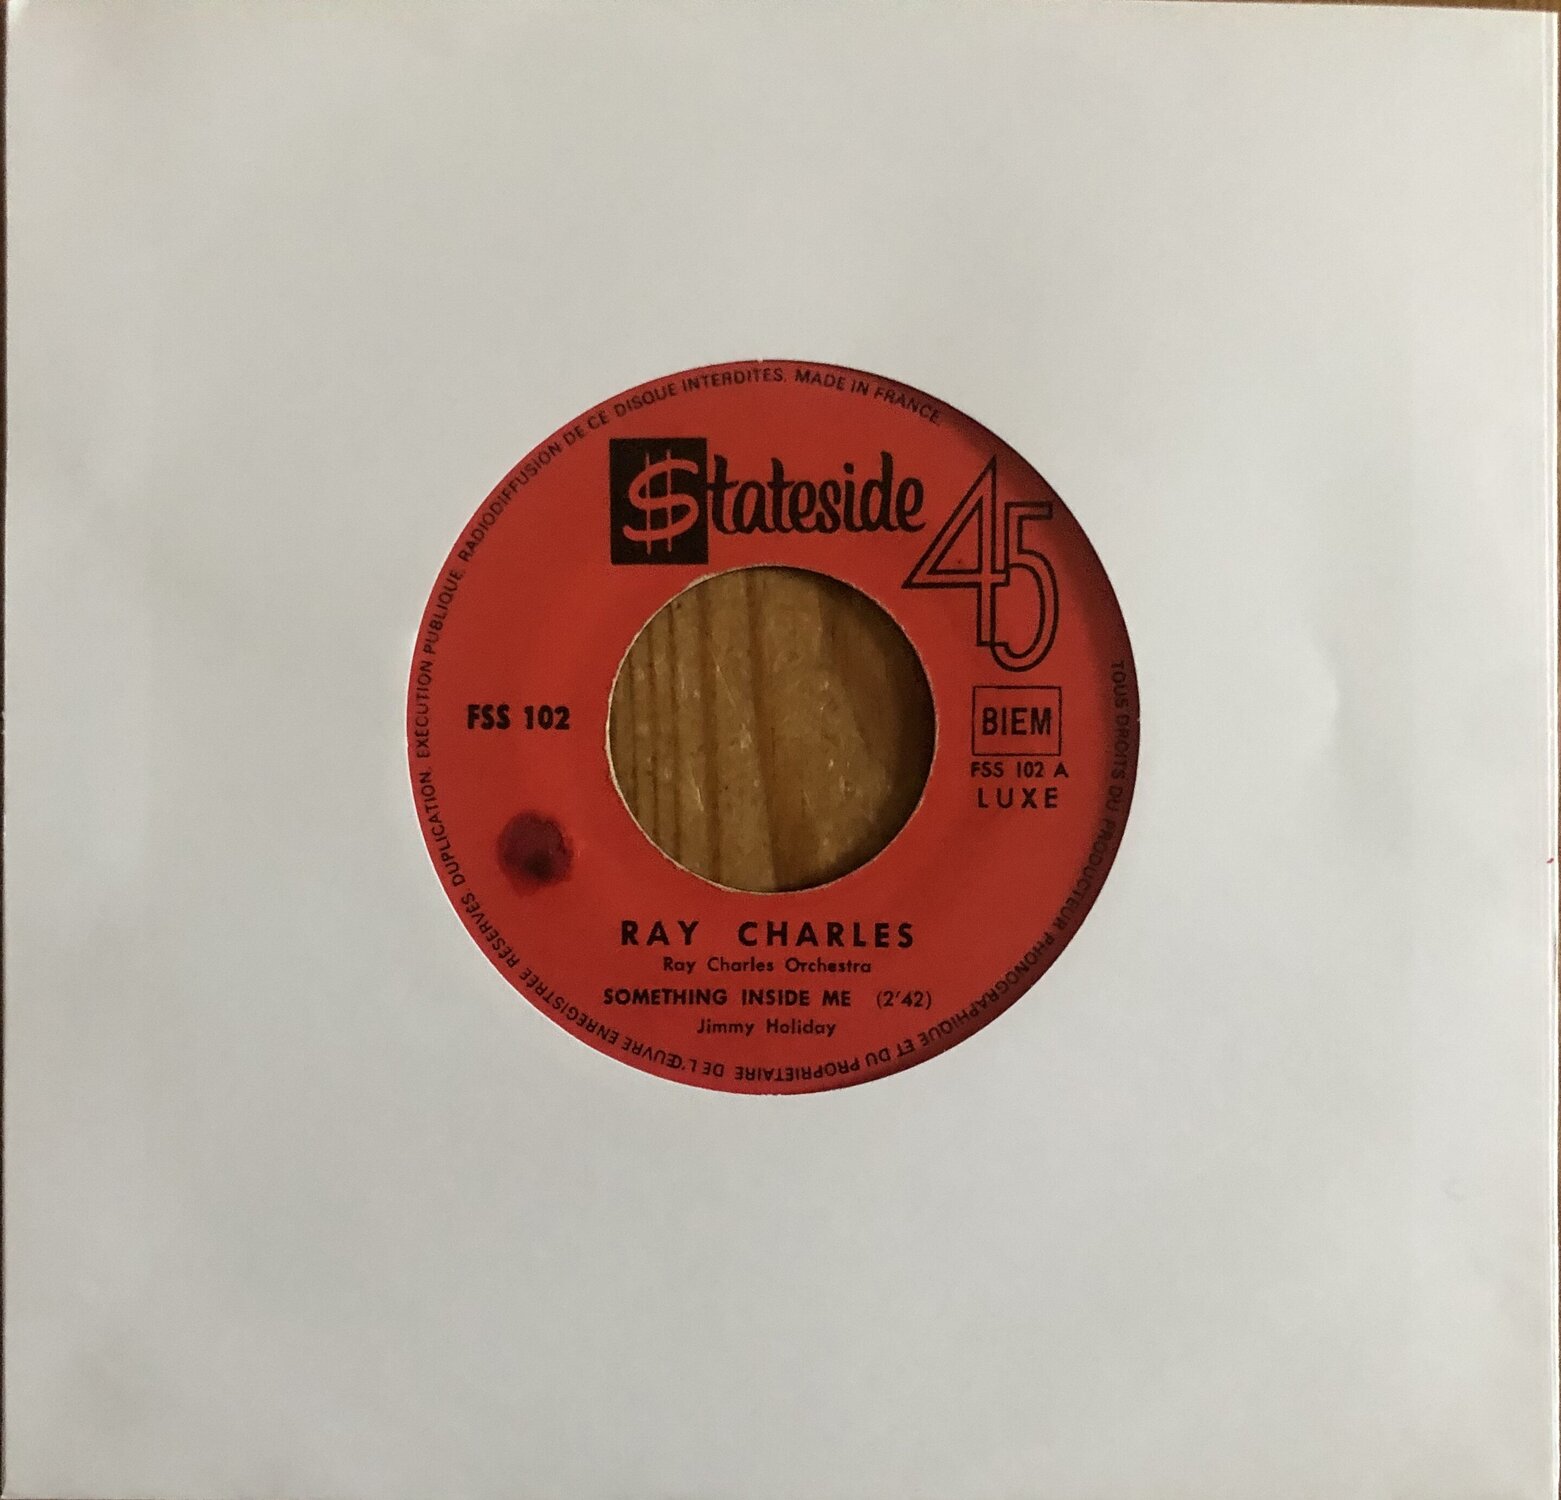 TOUS DROITS DU PRODUCTEUR PHONOGRAPHIQUE ET DU PROPRIETAIRE DE L'ŒUVRE ENREGISTREE RESERVES DUPLICATION. EXECUTION PUBLIQUE. RADIODIFFUSION DE CE DISQUE INTERDITES. MADE IN FRANCE
$tateside 45
FSS 102
BIEM
FSS 102 A
LUXE
RAY CHARLES
Ray Charles Orchestra
SOMETHING INSIDE ME (2'42)
Jimmy Holiday